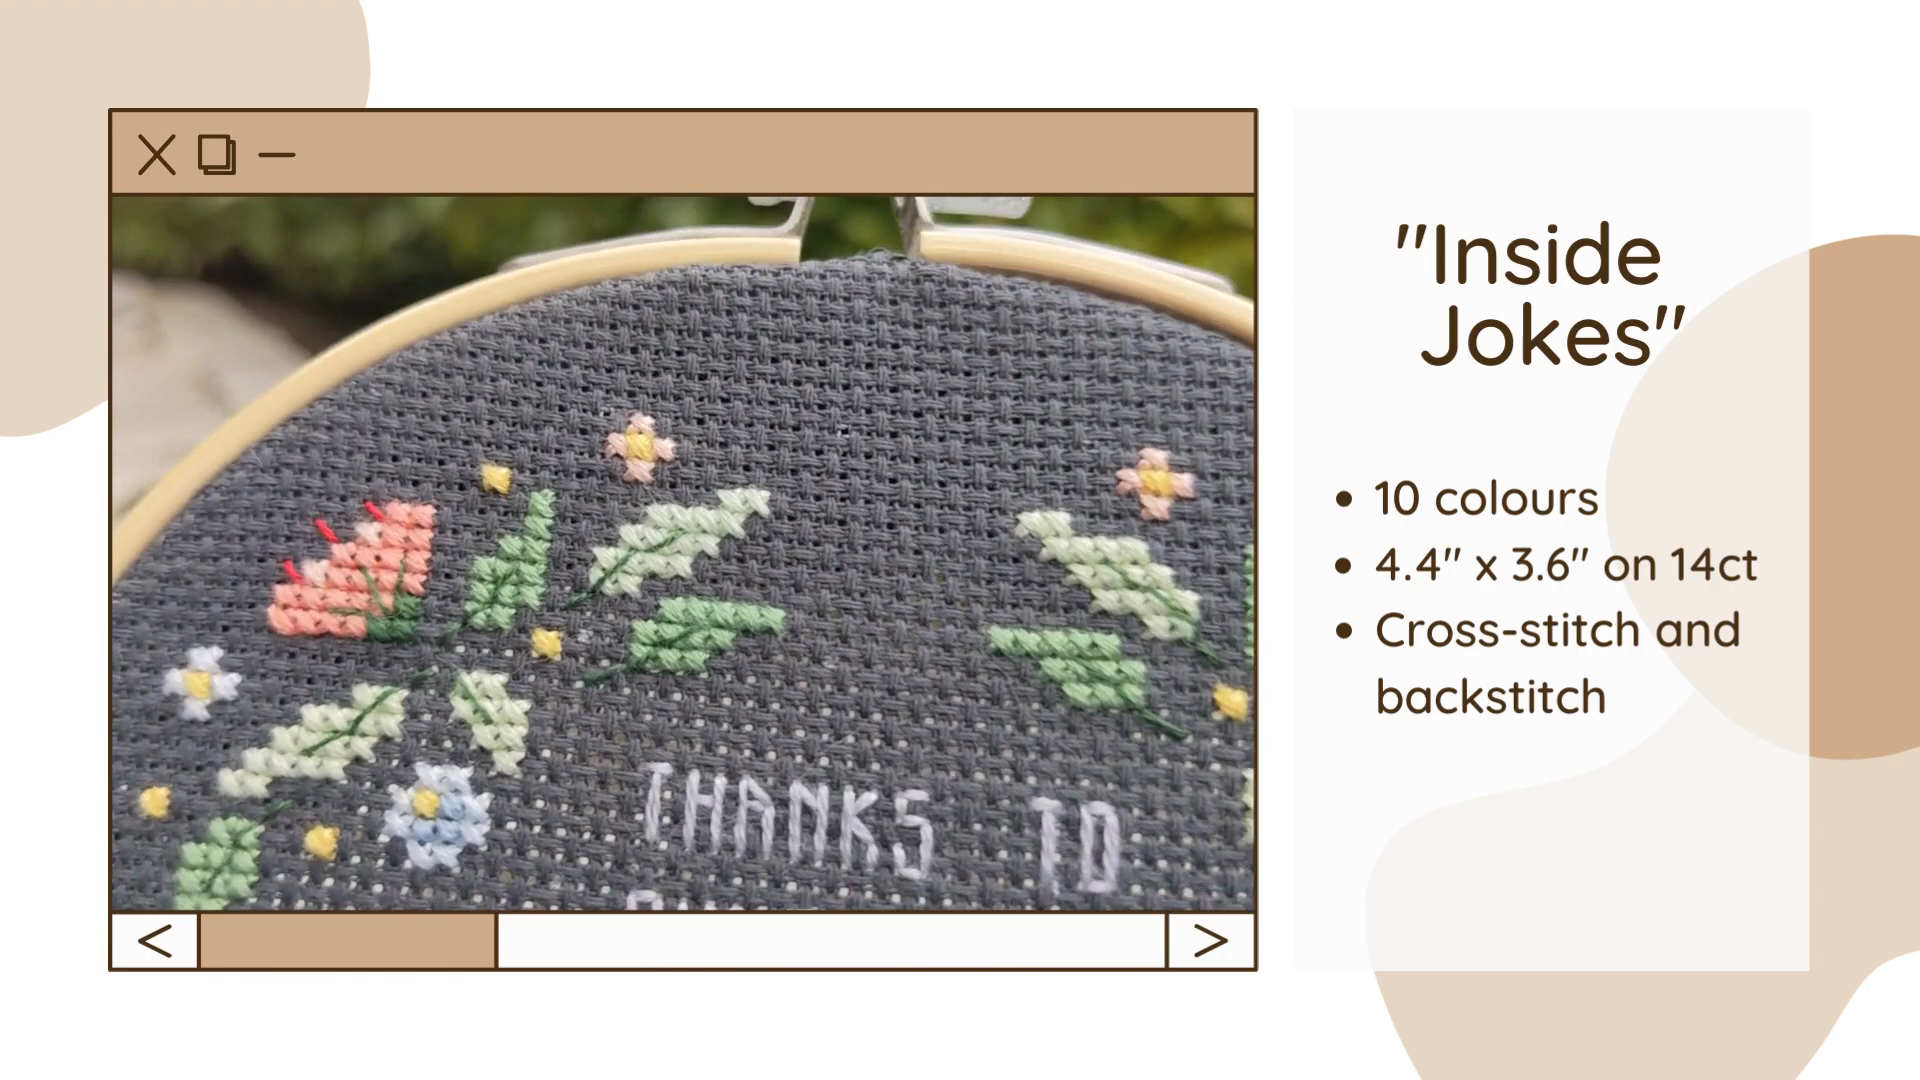 "Inside
Jokes"
• 10 colours
• 4.4" x 3.6" on 14ct
• Cross-stitch and
backstitch
THANKS TO